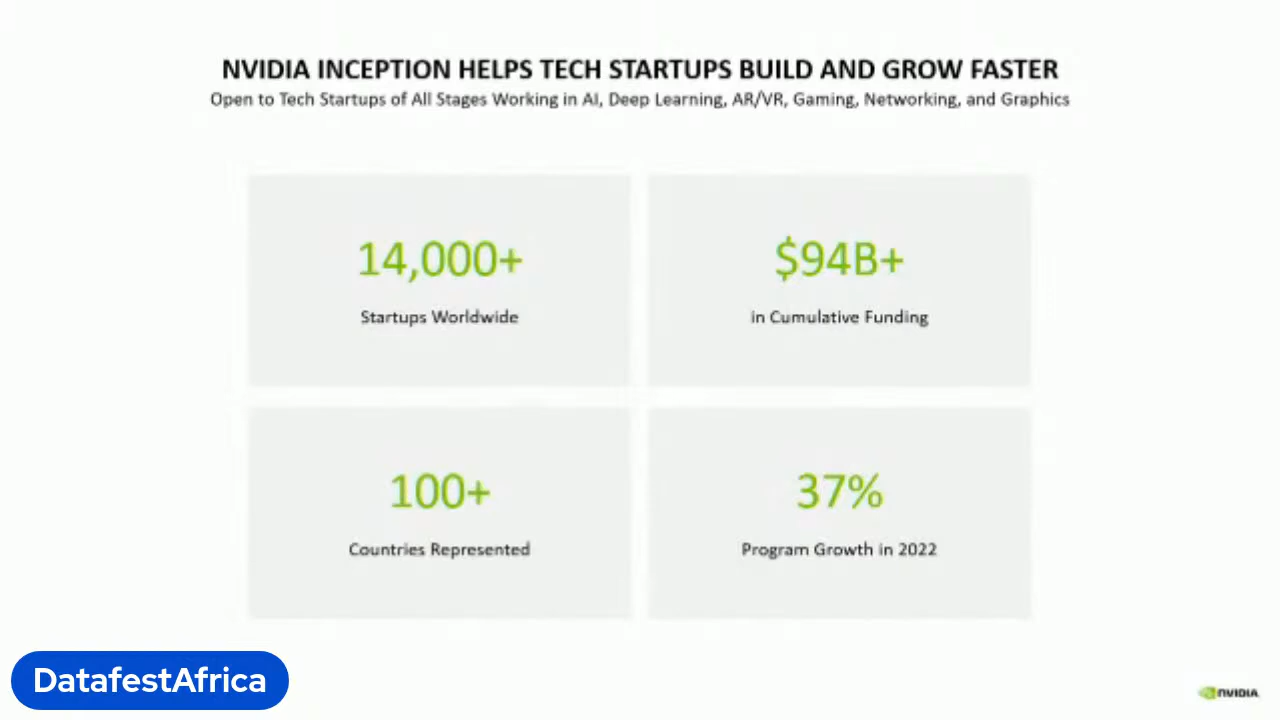 NVIDIA INCEPTION HELPS TECH STARTUPS BUILD AND GROW FASTER
Open to Tech Startups of All Stages Working in AI, Deep Learning, AR/VR, Gaming, Networking, and Graphics
14,000+
Startups Worldwide
$94B+
in Cumulative Funding
100+
Countries Represented
37%
Program Growth in 2022
DatafestAfrica
NVIDIA